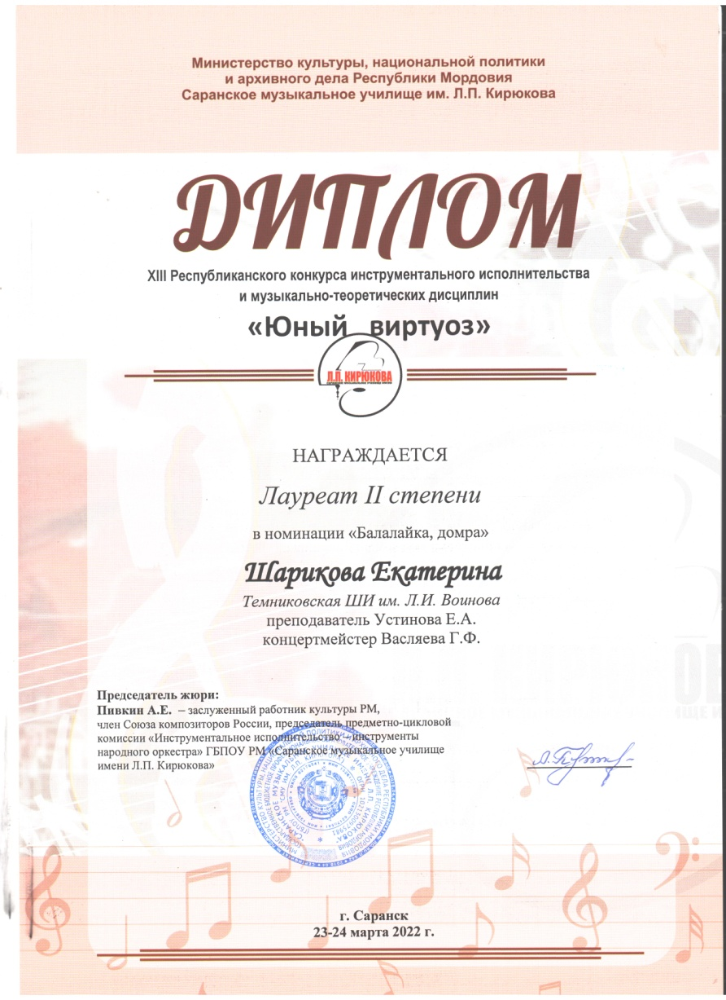 Министерство культуры, национальной политики
и архивного дела Республики Мордовия
Саранское музыкальное училище им. Л.П. Кирюкова
ДИПЛОМ
XIII Республиканского конкурса инструментального исполнительства
и музыкально-теоретических дисциплин
«Юный виртуоз»
Л.П. КИРЮКОВА
НАГРАЖДАЕТСЯ
Лауреат II степени
в номинации «Балалайка, домра»
Шарикова Екатерина
Темниковская ШИ им. Л.И. Воинова
преподаватель Устинова Е.А.
концертмейстер Васляева Г.Ф.
Председатель жюри:
Пивкин А.Е. – заслуженный работник культуры РМ,
член Союза композиторов России, председатель предметно-цикловой
комиссии «Инструментальное исполнительство – инструменты
народного оркестра» ГБПОУ РМ «Саранское музыкальное училище
имени Л.П. Кирюкова»
г. Саранск
23-24 марта 2022 г.